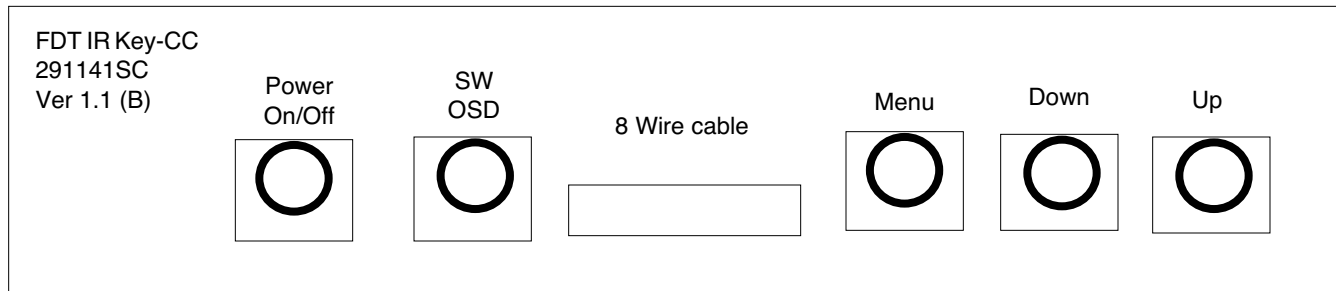 FDT IR Key-CC
291141SC
Ver 1.1 (B)
Power
On/Off
SW
OSD
8 Wire cable
Menu
Down
Up